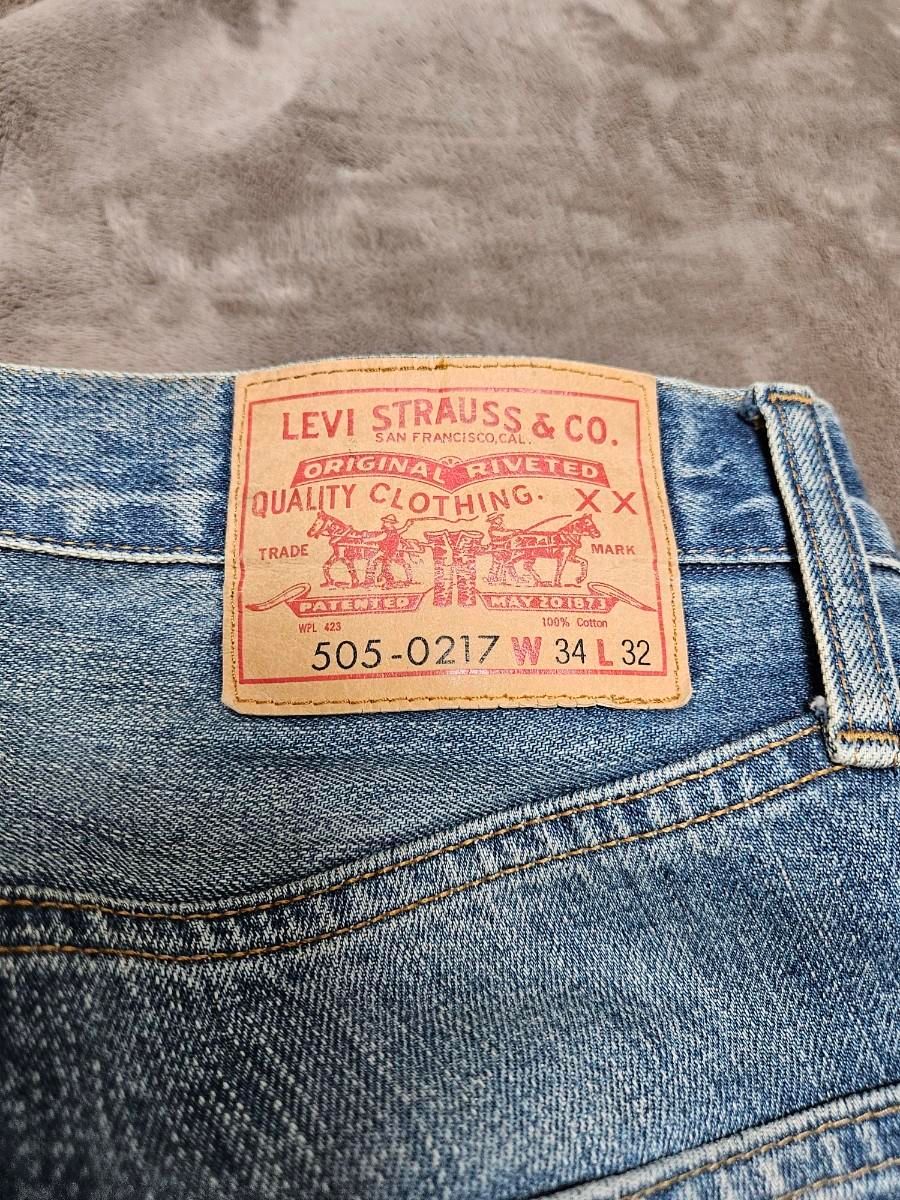 LEVI STRAUSS & CO.
SAN FRANCISCO, CAL.
ORIGINAL RIVETED
QUALITY CLOTHING. XX
TRADE MARK
PATENTED MAY 20 1873
WPL 423 100% Cotton
505-0217 W 34 L 32